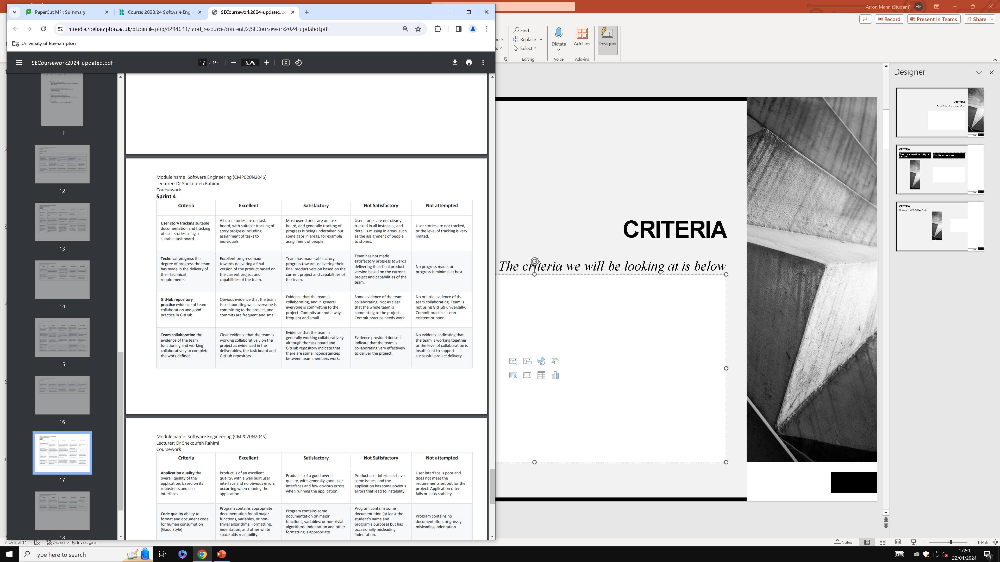 PaperCut MF : Summary
Course: 2023.24 Software Engi
SECoursework2024-updated.pd
Arron Mann (Student)
AM
moodle.roehampton.ac.uk/pluginfile.php/4294641/mod_resource/content/2/SECoursework2024-updated.pdf
University of Roehampton
Record
Present in Teams
Share
Find
Replace
Select
Editing
Dictate
Voice
Add-ins
Add-ins
Designer
SECoursework2024-updated.pdf
17 / 19
83%
11
12
13
14
15
16
17
18
Module name: Software Engineering (CMP020N204S)
Lecturer: Dr Shekoufeh Rahimi
Coursework
Sprint 4
Criteria
Excellent
Satisfactory
Not Satisfactory
Not attempted
User story tracking suitable
documentation and tracking
of user stories using a
suitable task board.
All user stories are on task
board, with suitable tracking of
story progress including
assignment of tasks to
individuals.
Most user stories are on task
board, and generally tracking of
progress is being undertaken but
some gaps in areas, for example
assignment of people.
User stories are not clearly
tracked in all instances, and
detail is missing in areas, such
as the assignment of people
to stories.
User stories are not tracked,
or the level of tracking is very
limited.
Technical progress the
degree of progress the team
has made in the delivery of
their technical
requirements.
Excellent progress made
towards delivering a final
version of the product based on
the current project and
capabilities of the team.
Team has made satisfactory
progress towards delivering their
final product version based on the
current project and capabilities of
the team.
Team has not made
satisfactory progress towards
delivering their final product
version based on the current
project and capabilities of the
team.
No progress made, or
progress is minimal at best.
GitHub repository
practice evidence of team
collaboration and good
practice in GitHub.
Obvious evidence that the team
is collaborating well, everyone is
committing to the project, and
commits are frequent and small.
Evidence that the team is
collaborating, and in general
everyone is committing to the
project. Commits are not always
frequent and small.
Some evidence of the team
collaborating. Not as clear
that the whole team is
committing to the project.
Commit practice needs work.
No or little evidence of the
team collaborating. Team is
not using GitHub universally.
Commit practice is non-
existent or poor.
Team collaboration the
evidence of the team
functioning and working
collaboratively to complete
the work defined.
Clear evidence that the team is
working collaboratively on the
project as evidenced in the
deliverables, the task board and
GitHub repository.
Evidence that the team is
generally working collaboratively
although the task board and
GitHub repository indicate that
there are some inconsistencies
between team members work.
Evidence provided doesn't
indicate that the team is
collaborating very effectively
to deliver the project.
No evidence indicating that
the team is working together,
or the level of collaboration is
insufficient to support
successful project delivery.
Module name: Software Engineering (CMP020N204S)
Lecturer: Dr Shekoufeh Rahimi
Coursework
Criteria
Excellent
Satisfactory
Not Satisfactory
Not attempted
Application quality the
overall quality of the
application, based on its
robustness and user
interfaces.
Product is of an excellent
quality, with a well built user
interface and no obvious errors
occurring when running the
application.
Product is of a good overall
quality, with generally good user
interfaces and few obvious errors
when running the application.
Product user interfaces have
some issues, and the
application has some obvious
errors that lead to instability.
User interface is poor and
does not meet the
requirements set out for the
project. Application often
fails or lacks stability.
Code quality ability to
format and document code
for human consumption
(Good Style)
Program contains appropriate
documentation for all major
functions, variables, or non-
trivial algorithms. Formatting,
indentation, and other white
space aids readability.
Program contains some
documentation on major
functions, variables, or nontrivial
algorithms. Indentation and other
formatting is appropriate.
Program contains some
documentation (at least the
student's name and
program's purpose) but has
occasionally misleading
indentation.
Program contains no
documentation, or grossly
misleading indentation.
CRITERIA
The criteria we will be looking at is below
Designer
CRITERIA
The criteria we will be looking at is below
CRITERIA
The criteria we will be looking at
is below
Edit Master text styles
CRITERIA
The criteria we will be looking at is below
Slide 2 of 11
Accessibility: Investigate
Notes
144%
Type here to search
17:50
22/04/2024
1